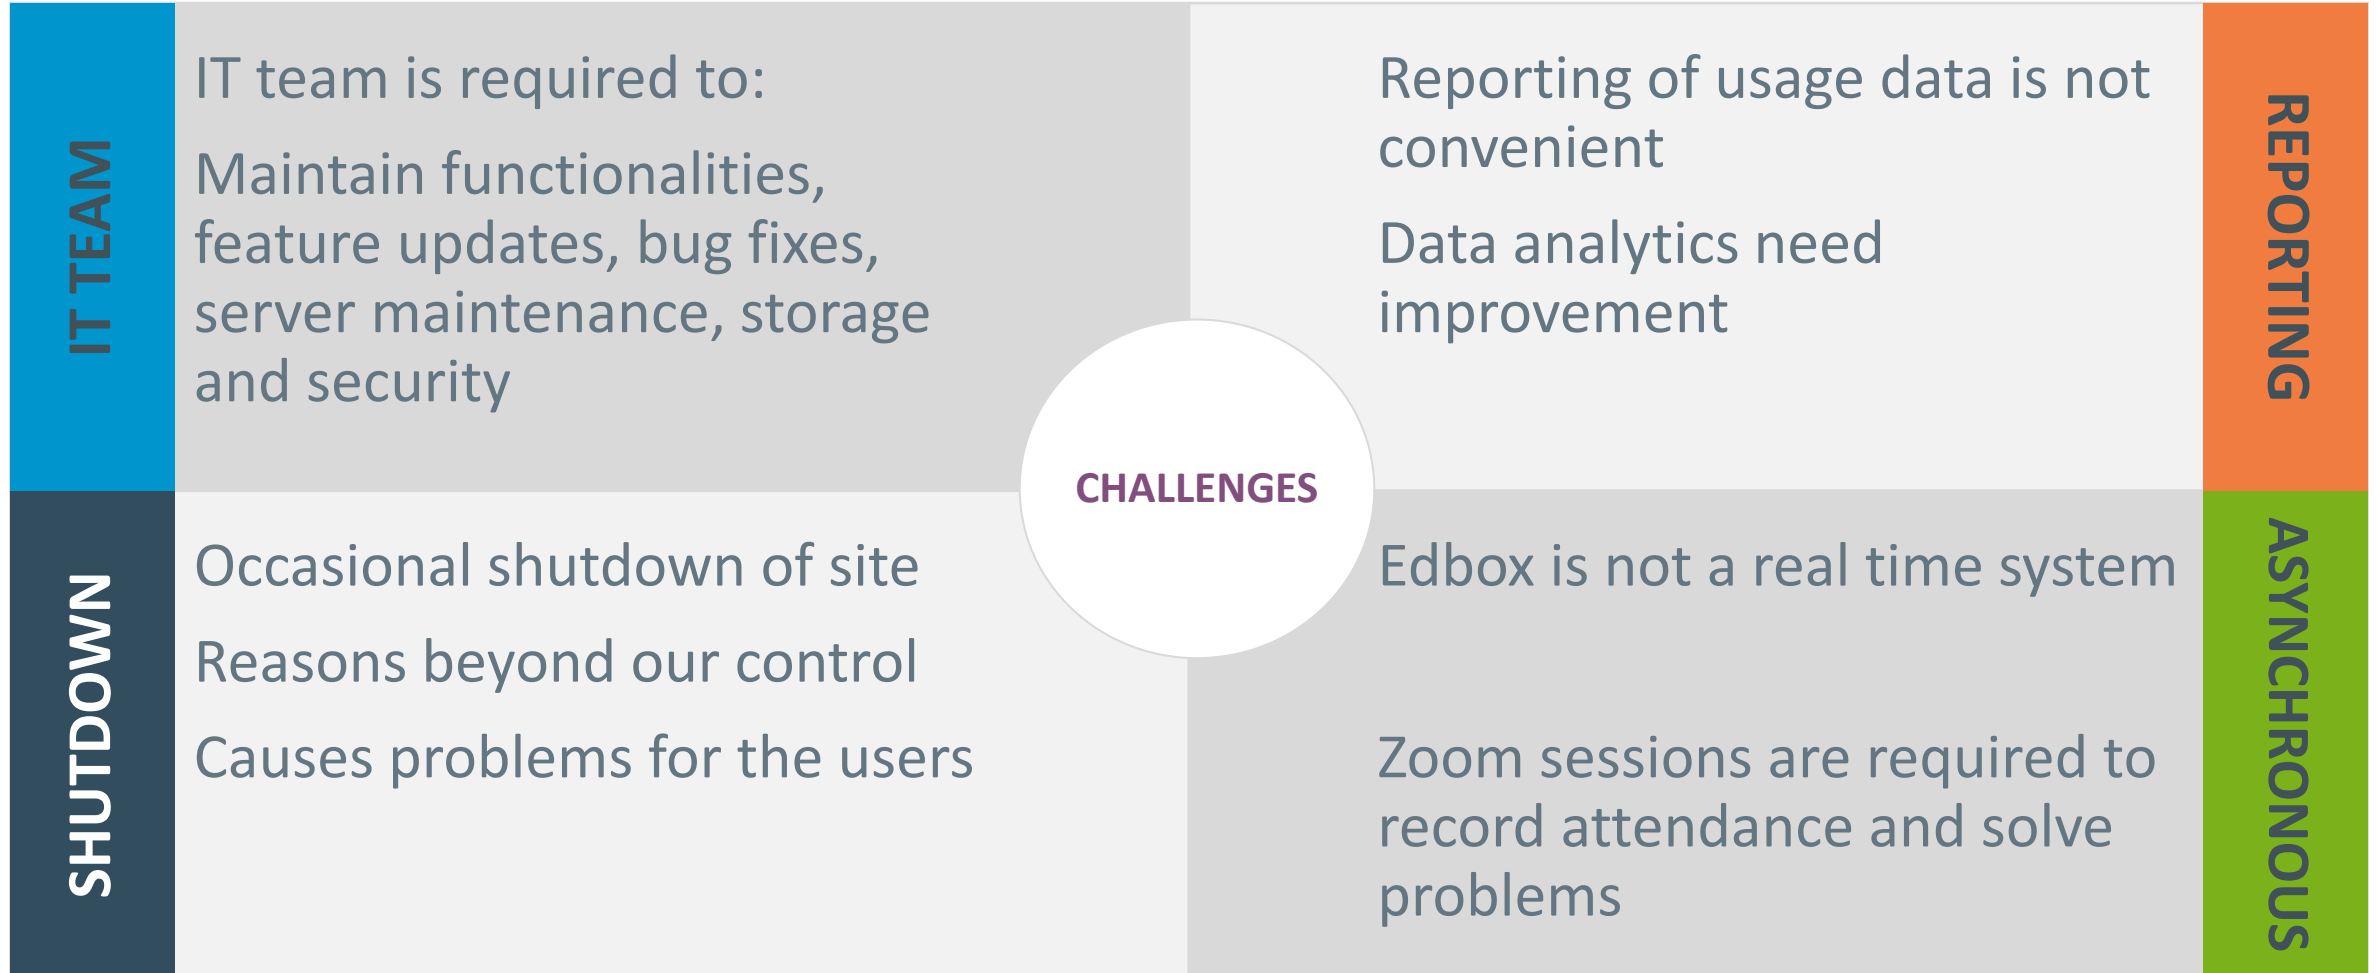 IT TEAM
IT team is required to:
Maintain functionalities,
feature updates, bug fixes,
server maintenance, storage
and security
Reporting of usage data is not
convenient
Data analytics need
improvement
REPORTING
CHALLENGES
SHUTDOWN
Occasional shutdown of site
Reasons beyond our control
Causes problems for the users
Edbox is not a real time system
Zoom sessions are required to
record attendance and solve
problems
ASYNCHRONOUS